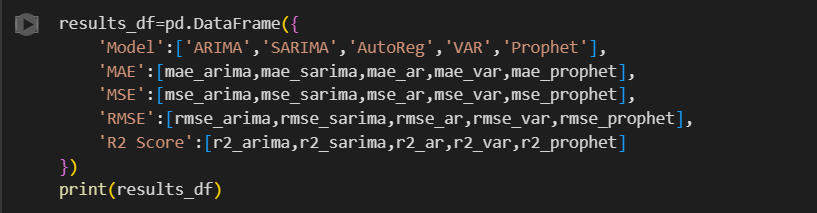 results_df=pd.DataFrame({
    'Model':['ARIMA','SARIMA','AutoReg','VAR','Prophet'],
    'MAE':[mae_arima,mae_sarima,mae_ar,mae_var,mae_prophet],
    'MSE':[mse_arima,mse_sarima,mse_ar,mse_var,mse_prophet],
    'RMSE':[rmse_arima,rmse_sarima,rmse_ar,rmse_var,rmse_prophet],
    'R2 Score':[r2_arima,r2_sarima,r2_ar,r2_var,r2_prophet]
})
print(results_df)